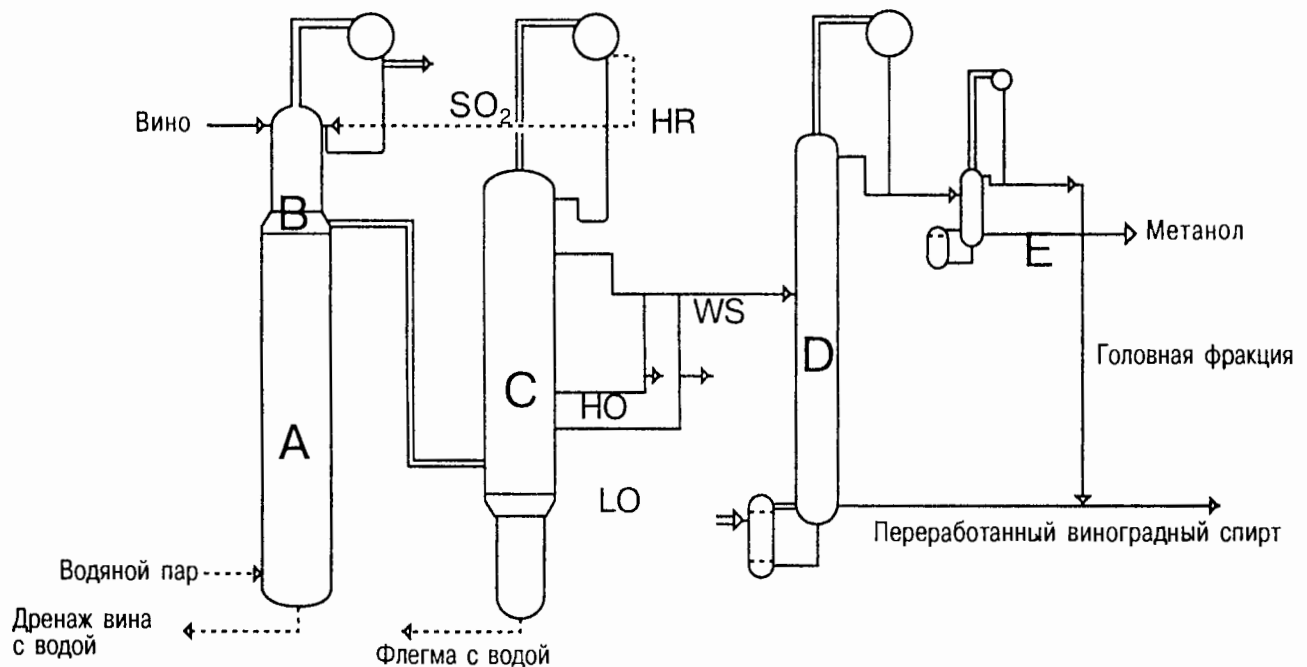 SO₂
HR
Вино
B
WS
Метанол
E
D
Головная фракция
C
HO
A
LO
Переработанный виноградный спирт
Водяной пар
Дренаж вина
с водой
Флегма с водой